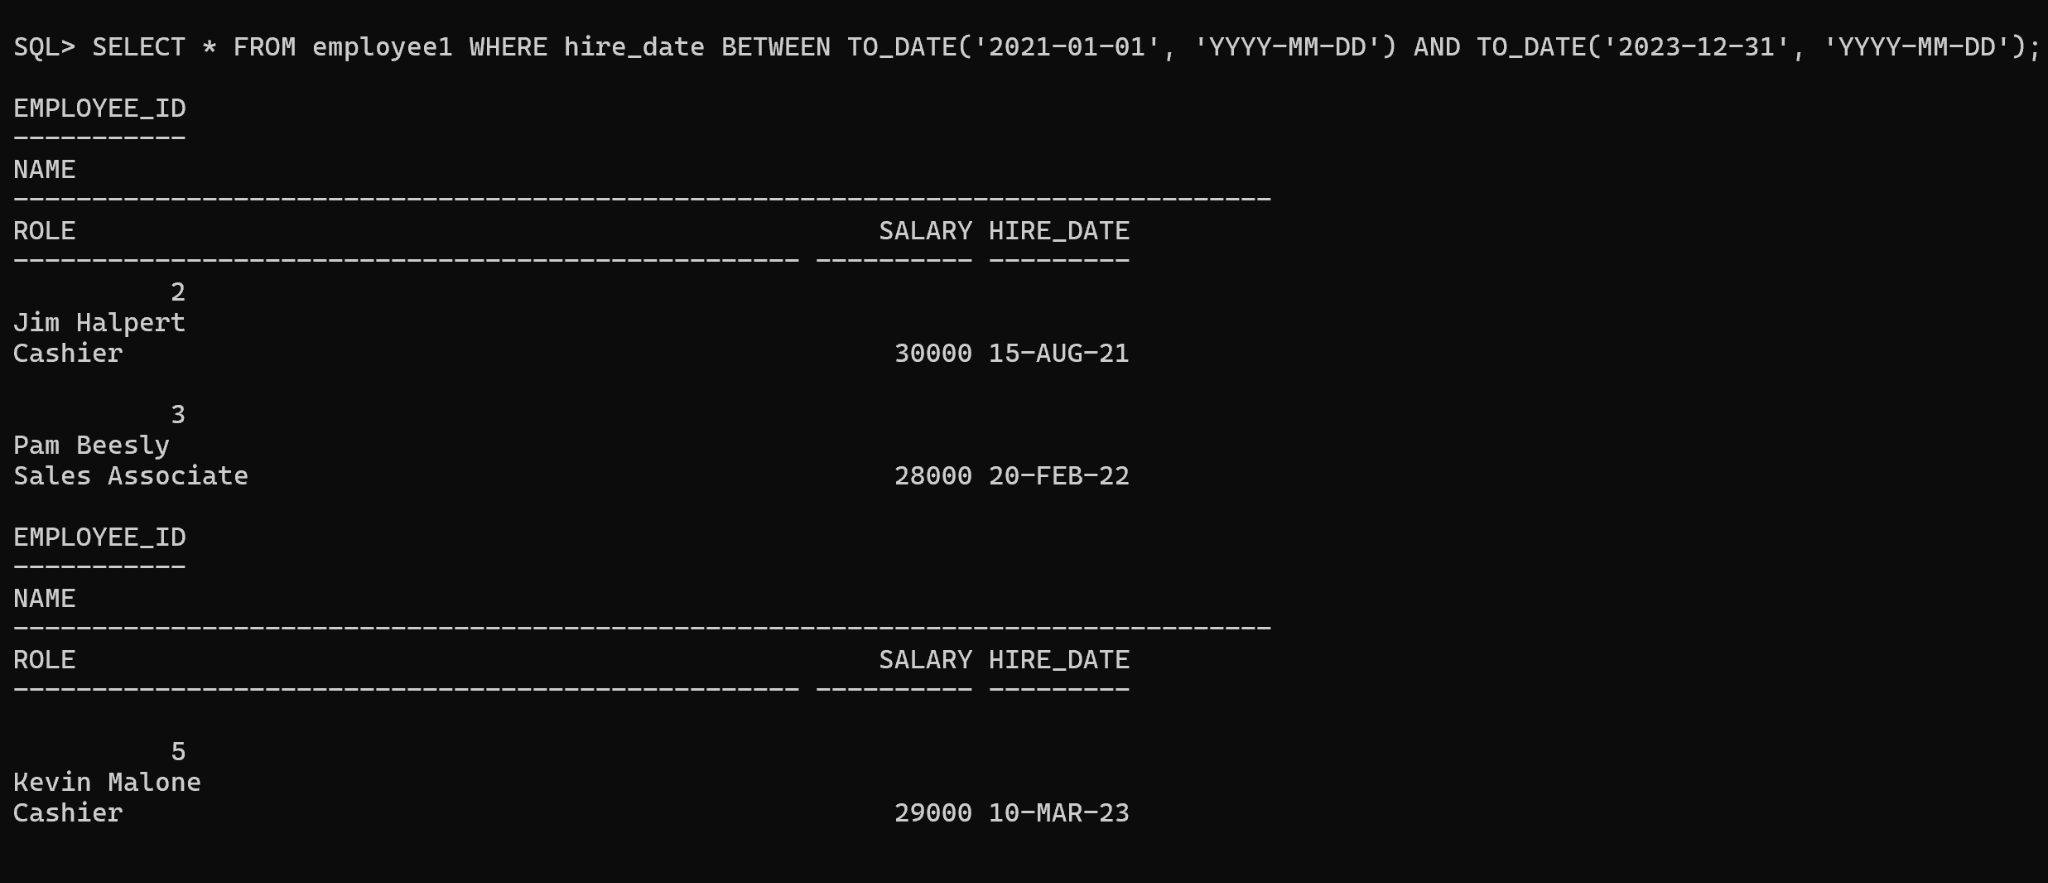 SQL> SELECT * FROM employee1 WHERE hire_date BETWEEN TO_DATE('2021-01-01', 'YYYY-MM-DD') AND TO_DATE('2023-12-31', 'YYYY-MM-DD');
EMPLOYEE_ID
-----------
NAME
--------------------------------------------------------------------------------
ROLE                                                   SALARY HIRE_DATE
-------------------------------------------------- ---------- ---------
          2
Jim Halpert
Cashier                                                 30000 15-AUG-21
          3
Pam Beesly
Sales Associate                                         28000 20-FEB-22
EMPLOYEE_ID
-----------
NAME
--------------------------------------------------------------------------------
ROLE                                                   SALARY HIRE_DATE
-------------------------------------------------- ---------- ---------
          5
Kevin Malone
Cashier                                                 29000 10-MAR-23